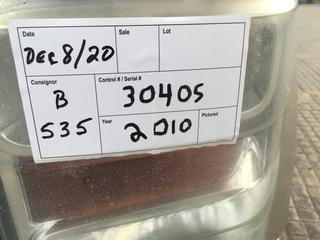 Date Sale Lot
Dec 8/20
Consignor Control # / Serial #
B 30405
535 Year 2010 Pictured